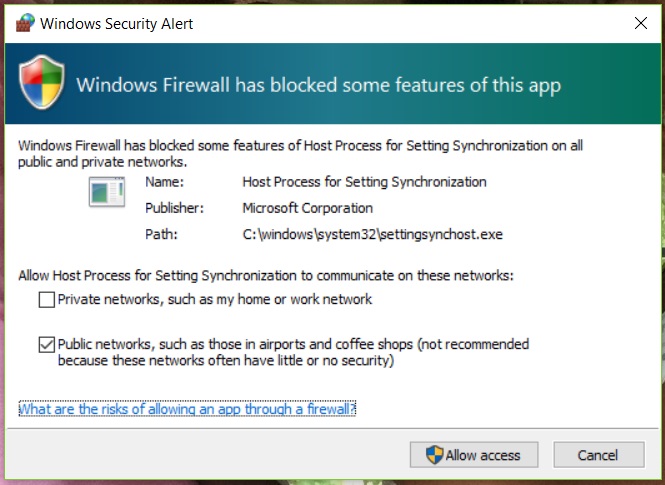 Windows Security Alert
Windows Firewall has blocked some features of this app
Windows Firewall has blocked some features of Host Process for Setting Synchronization on all
public and private networks.
Name: Host Process for Setting Synchronization
Publisher: Microsoft Corporation
Path: C:\windows\system32\settingsynchost.exe
Allow Host Process for Setting Synchronization to communicate on these networks:
Private networks, such as my home or work network
Public networks, such as those in airports and coffee shops (not recommended
because these networks often have little or no security)
What are the risks of allowing an app through a firewall?
Allow access Cancel